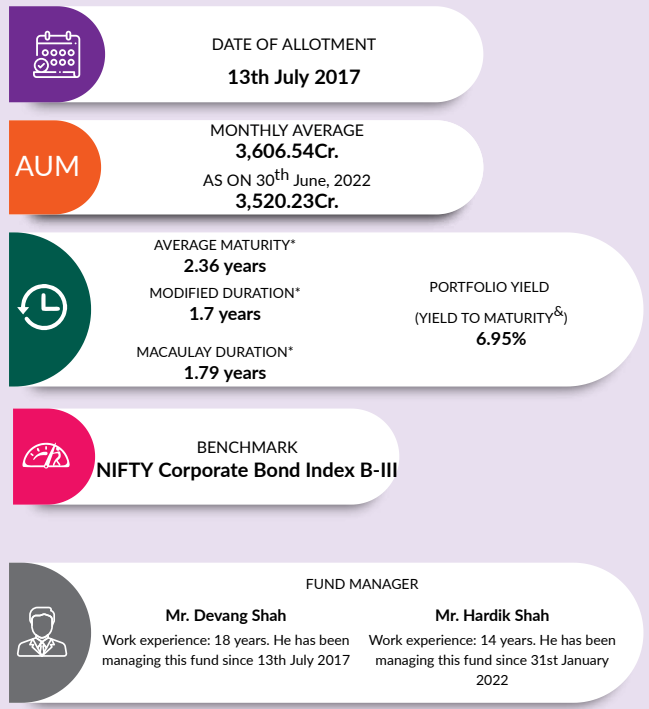 DATE OF ALLOTMENT
13th July 2017
AUM
MONTHLY AVERAGE
3,606.54Cr.
AS ON 30th June, 2022
3,520.23Cr.
AVERAGE MATURITY*
2.36 years
MODIFIED DURATION*
1.7 years
MACAULAY DURATION*
1.79 years
PORTFOLIO YIELD
(YIELD TO MATURITY&)
6.95%
BENCHMARK
NIFTY Corporate Bond Index B-III
FUND MANAGER
Mr. Devang Shah
Work experience: 18 years. He has been
managing this fund since 13th July 2017
Mr. Hardik Shah
Work experience: 14 years. He has been
managing this fund since 31st January
2022